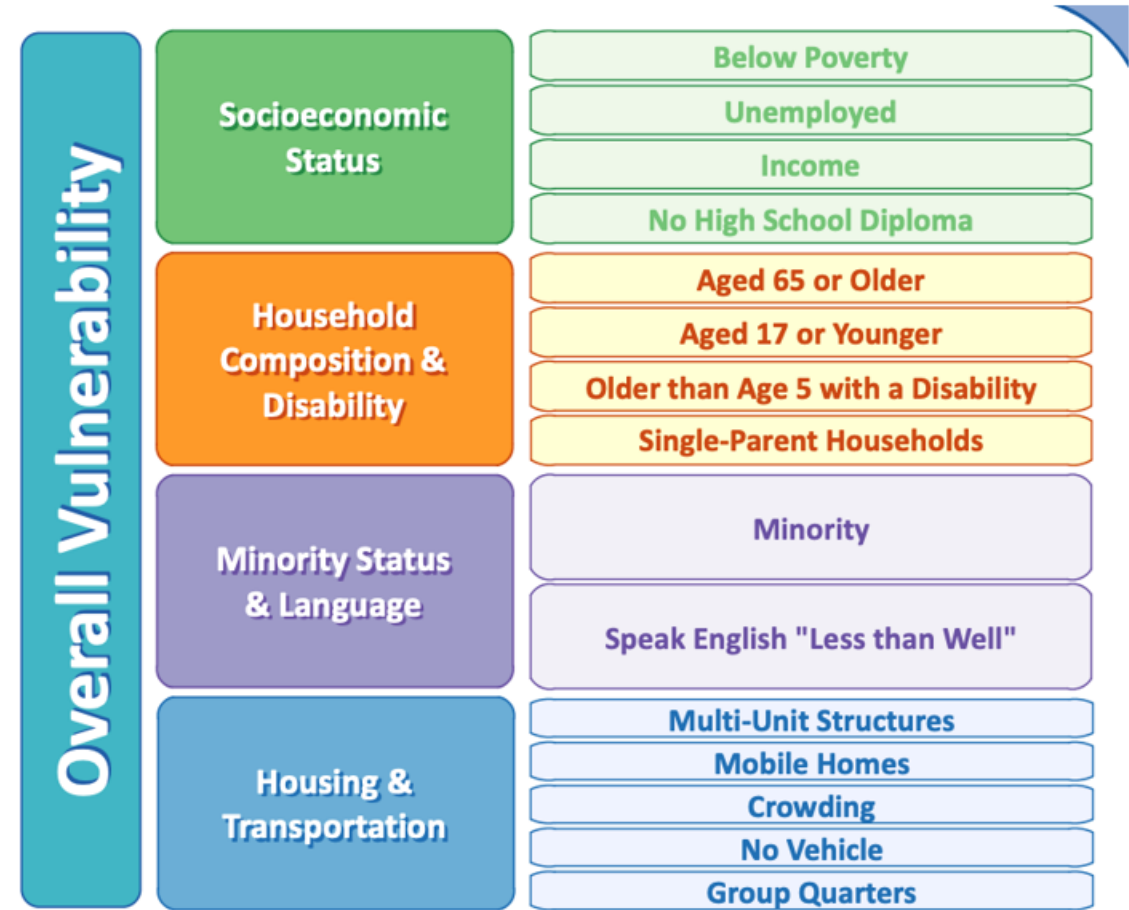 Overall Vulnerability
Socioeconomic
Status
Below Poverty
Unemployed
Income
No High School Diploma
Household
Composition &
Disability
Aged 65 or Older
Aged 17 or Younger
Older than Age 5 with a Disability
Single-Parent Households
Minority Status
& Language
Minority
Speak English "Less than Well"
Housing &
Transportation
Multi-Unit Structures
Mobile Homes
Crowding
No Vehicle
Group Quarters